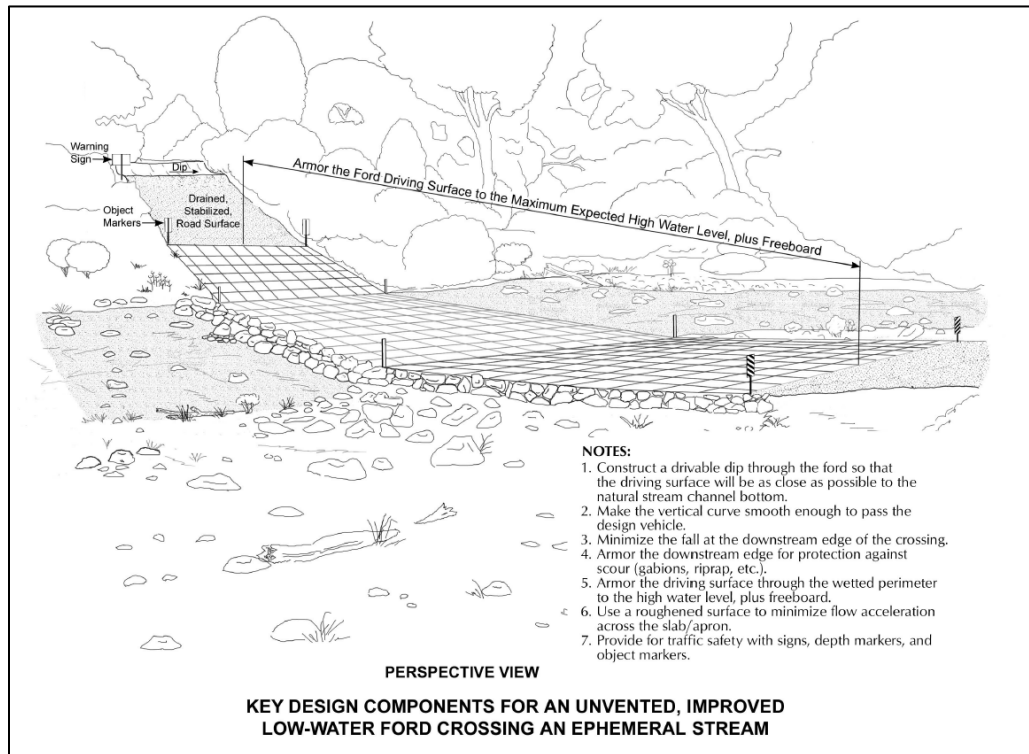 Warning
Sign
Dip
Armor the Ford Driving Surface to the Maximum Expected High Water Level, plus Freeboard
Object
Markers
Drained,
Stabilized,
Road Surface
NOTES:
1. Construct a drivable dip through the ford so that
the driving surface will be as close as possible to the
natural stream channel bottom.
2. Make the vertical curve smooth enough to pass the
design vehicle.
3. Minimize the fall at the downstream edge of the crossing.
4. Armor the downstream edge for protection against
scour (gabions, riprap, etc.).
5. Armor the driving surface through the wetted perimeter
to the high water level, plus freeboard.
6. Use a roughened surface to minimize flow acceleration
across the slab/apron.
7. Provide for traffic safety with signs, depth markers, and
object markers.
PERSPECTIVE VIEW
KEY DESIGN COMPONENTS FOR AN UNVENTED, IMPROVED
LOW-WATER FORD CROSSING AN EPHEMERAL STREAM